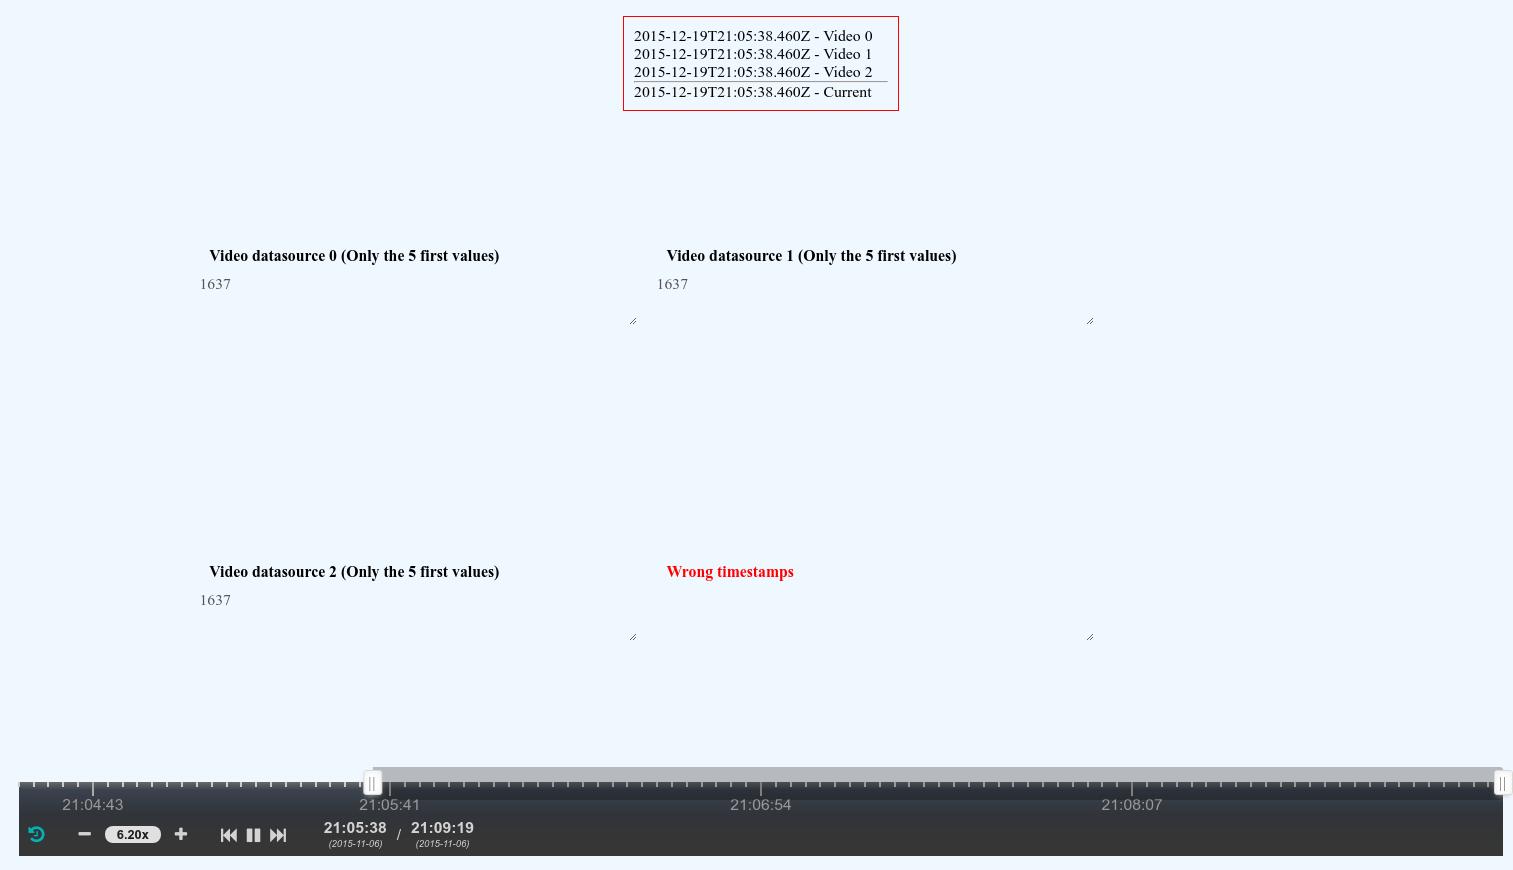 2015-12-19T21:05:38.460Z - Video 0
2015-12-19T21:05:38.460Z - Video 1
2015-12-19T21:05:38.460Z - Video 2
2015-12-19T21:05:38.460Z - Current
Video datasource 0 (Only the 5 first values)
1637
Video datasource 1 (Only the 5 first values)
1637
Video datasource 2 (Only the 5 first values)
1637
Wrong timestamps
21:04:43 21:05:41 21:06:54 21:08:07
6.20x 21:05:38 / 21:09:19
(2015-11-06) (2015-11-06)